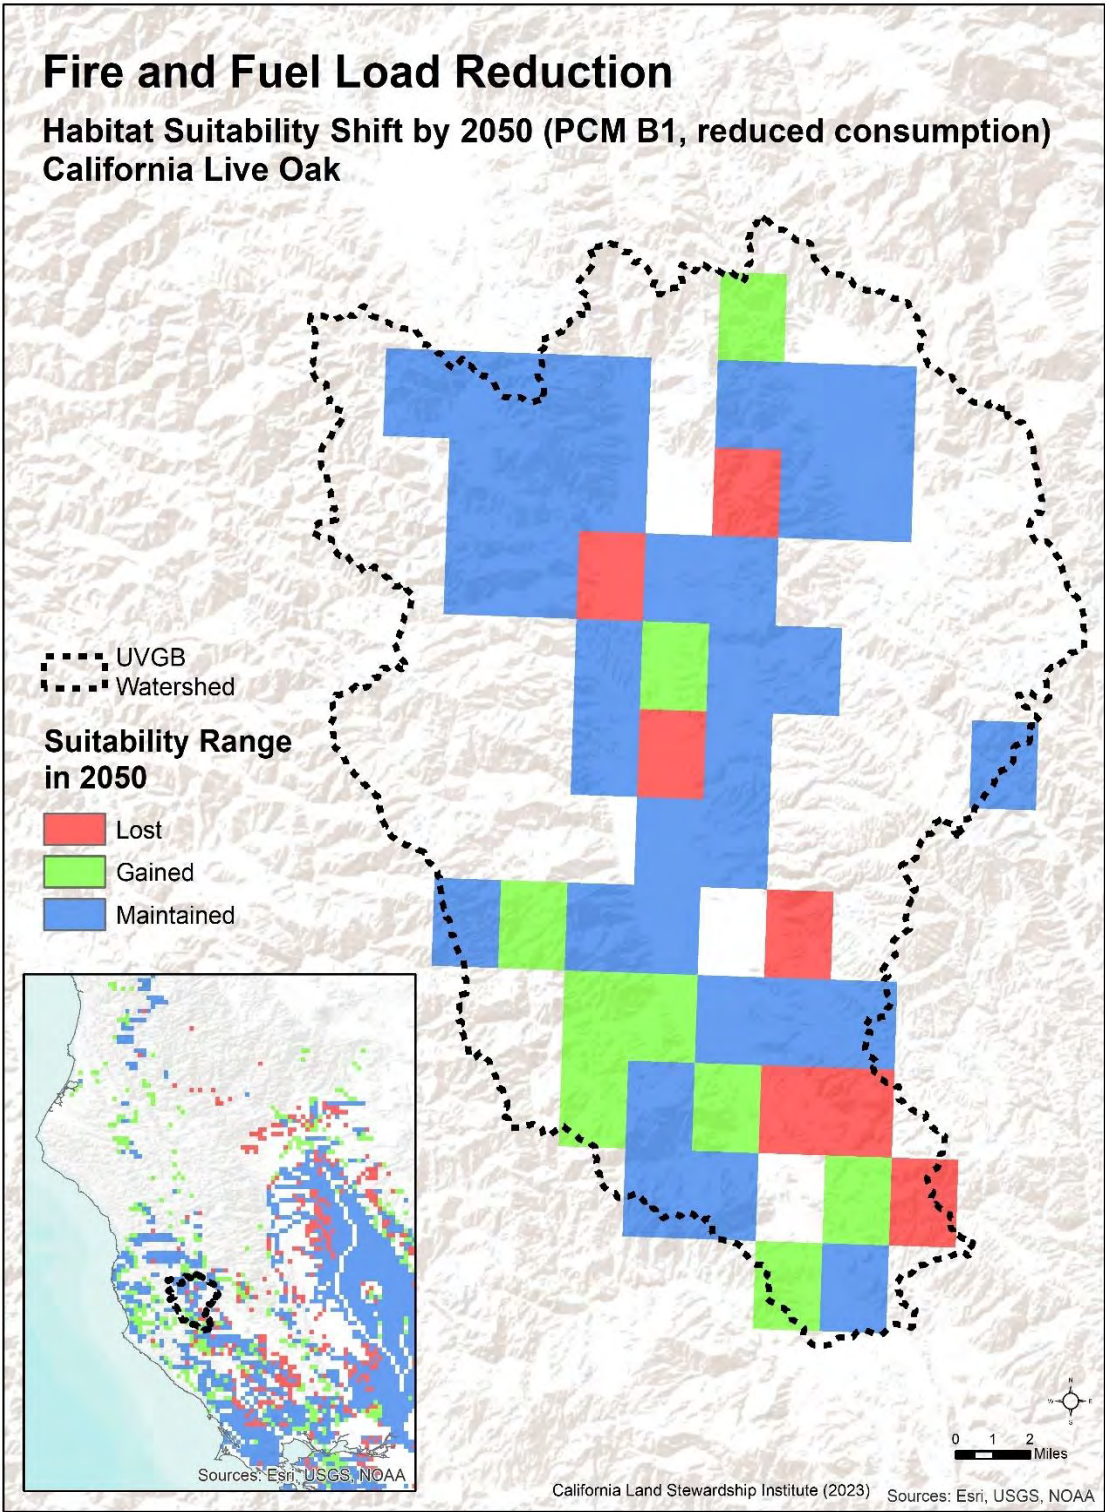 Fire and Fuel Load Reduction
Habitat Suitability Shift by 2050 (PCM B1, reduced consumption)
California Live Oak
UVGB
Watershed
Suitability Range
in 2050
Lost
Gained
Maintained
Sources: Esri, USGS, NOAA
N
W E
S
0 1 2
Miles
California Land Stewardship Institute (2023) Sources: Esri, USGS, NOAA